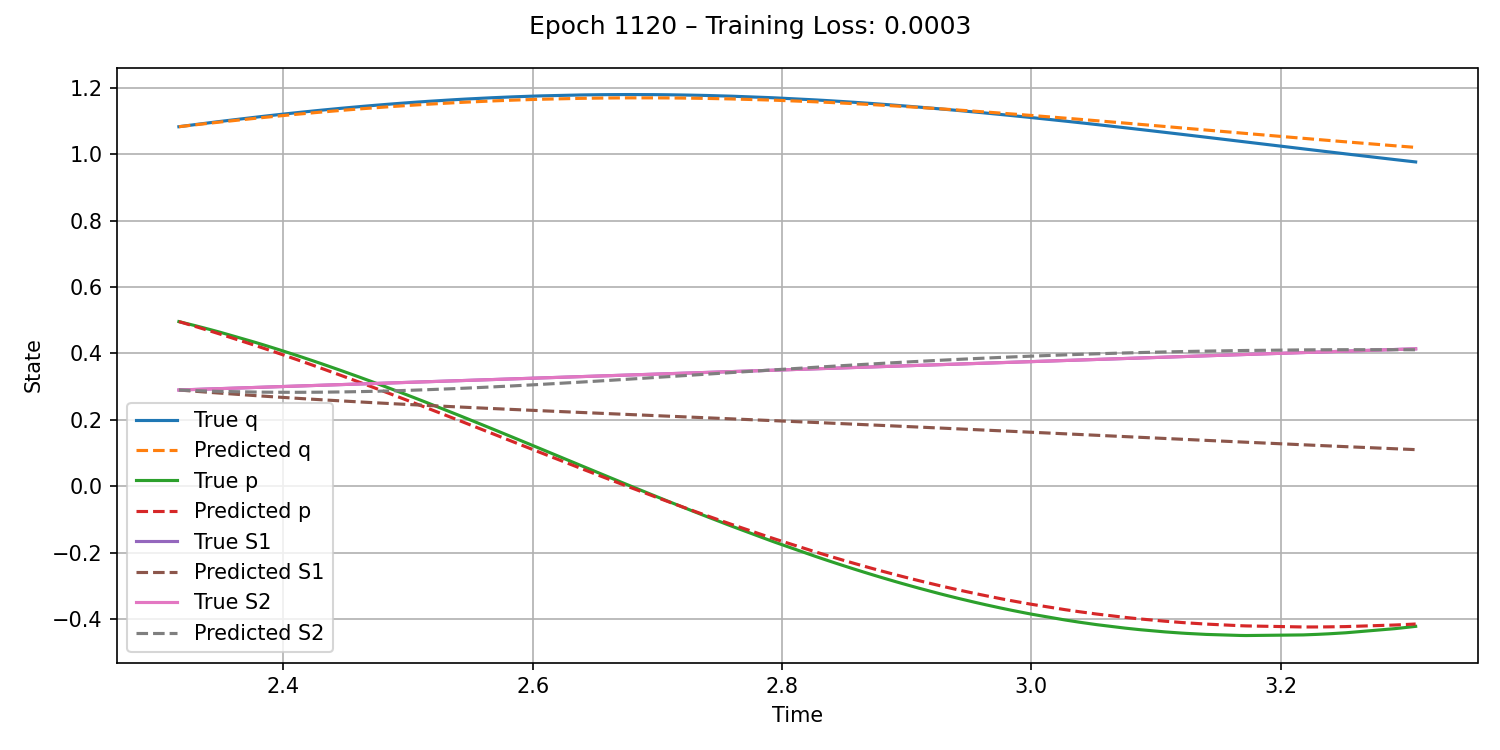 Epoch 1120 – Training Loss: 0.0003
1.2
1.0
0.8
0.6
0.4
0.2
0.0
−0.2
−0.4
State
True q
Predicted q
True p
Predicted p
True S1
Predicted S1
True S2
Predicted S2
2.4 2.6 2.8 3.0 3.2
Time